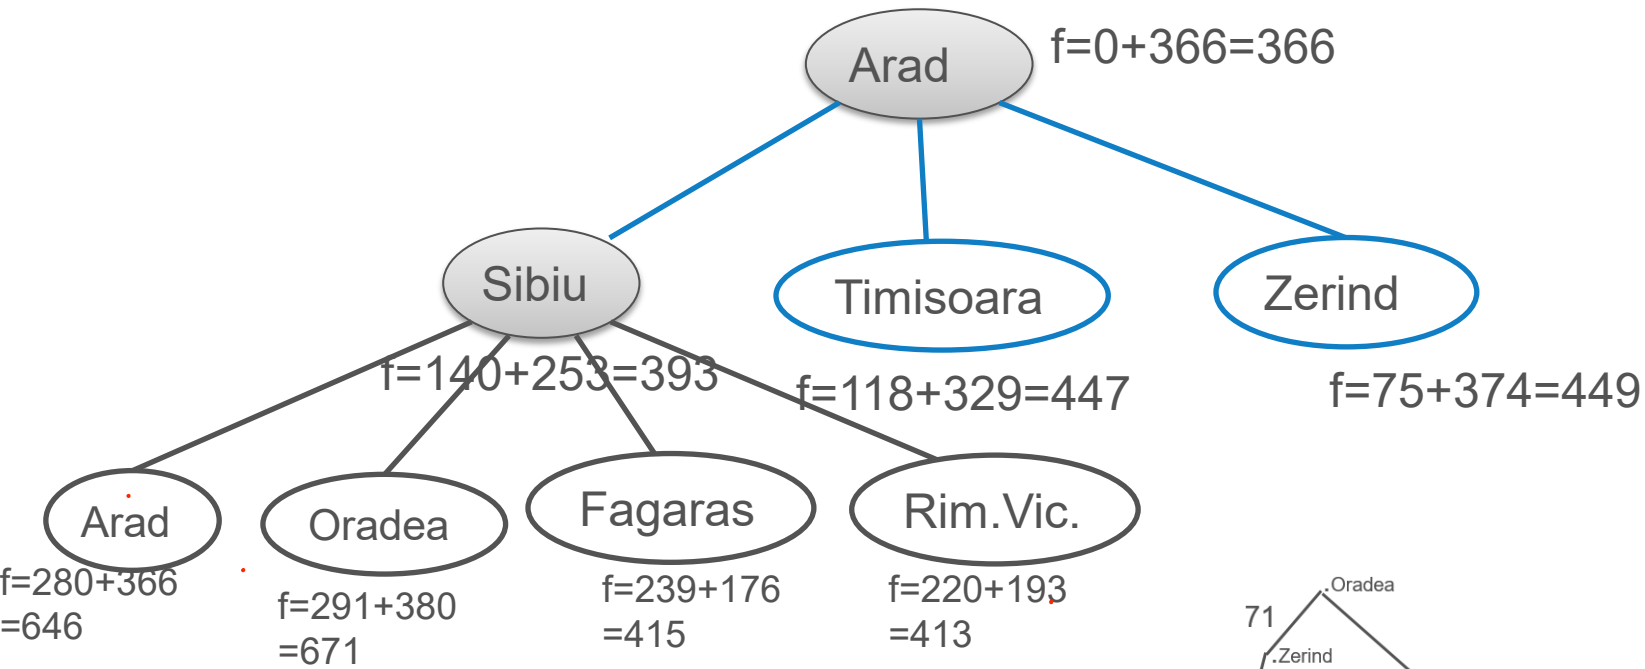 Arad
f=0+366=366
Sibiu
Timisoara
Zerind
f=140+253=393
f=118+329=447
f=75+374=449
Arad
Oradea
Fagaras
Rim.Vic.
f=280+366
=646
f=291+380
=671
f=239+176
=415
f=220+193
=413
.Oradea
71
.Zerind